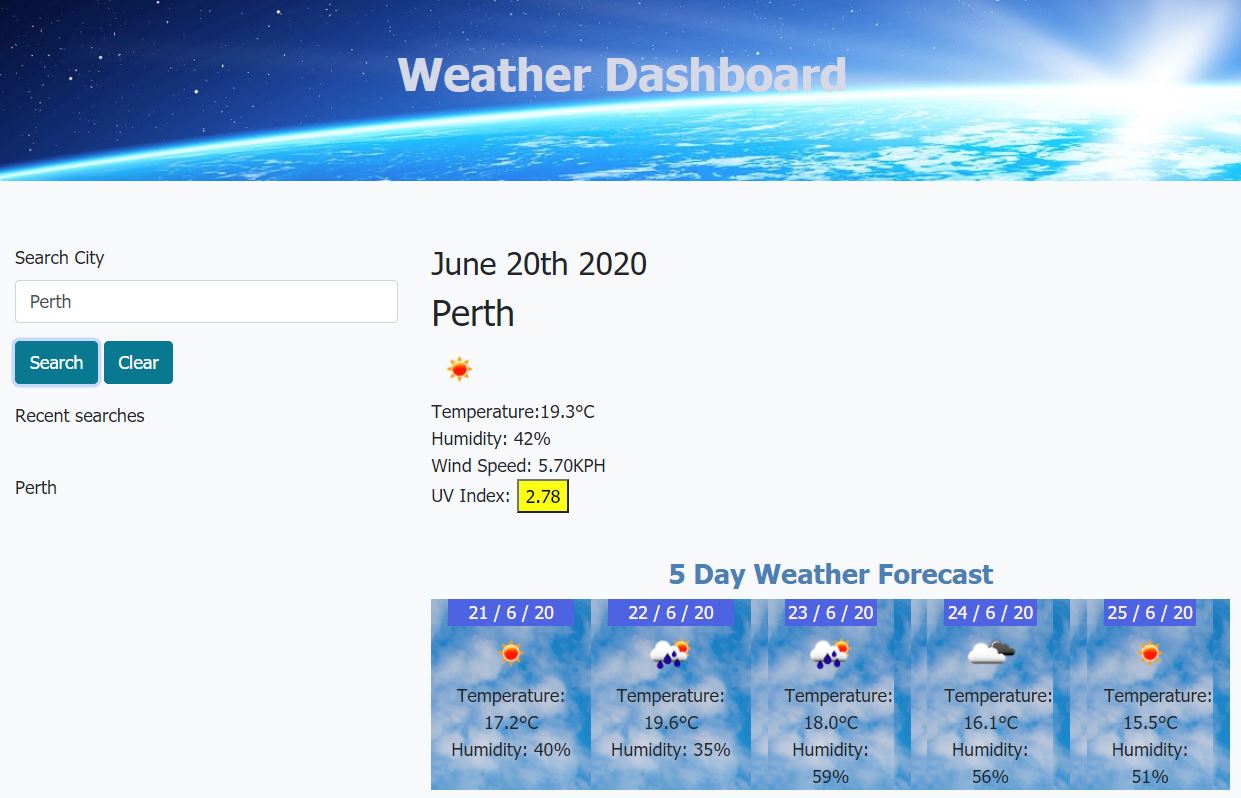 Weather Dashboard
Search City
Perth
Search Clear
Recent searches
Perth
June 20th 2020
Perth
Temperature:19.3°C
Humidity: 42%
Wind Speed: 5.70KPH
UV Index: 2.78
5 Day Weather Forecast
21 / 6 / 20
Temperature:
17.2°C
Humidity: 40%
22 / 6 / 20
Temperature:
19.6°C
Humidity: 35%
23 / 6 / 20
Temperature:
18.0°C
Humidity:
59%
24 / 6 / 20
Temperature:
16.1°C
Humidity:
56%
25 / 6 / 20
Temperature:
15.5°C
Humidity:
51%